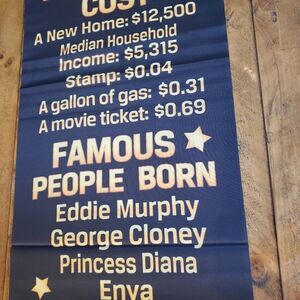 COST
A New Home: $12,500
Median Household
Income: $5,315
Stamp: $0.04
A gallon of gas: $0.31
A movie ticket: $0.69
FAMOUS
PEOPLE BORN
Eddie Murphy
George Cloney
Princess Diana
Enya